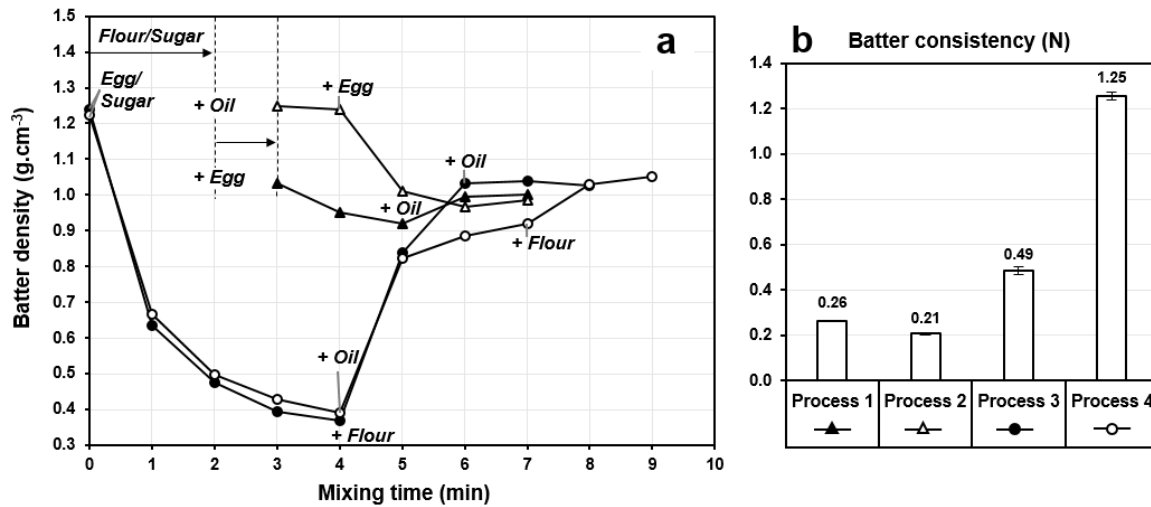 a
Batter density (g.cm-3)
1.5
1.4
1.3
1.2
1.1
1.0
0.9
0.8
0.7
0.6
0.5
0.4
0.3
Flour/Sugar
Egg/
Sugar
+ Oil
+ Egg
+ Egg
+ Oil
+ Oil
+ Flour
+ Oil
+ Flour
0 1 2 3 4 5 6 7 8 9 10
Mixing time (min)
b
Batter consistency (N)
1.4
1.2
1.0
0.8
0.6
0.4
0.2
0.0
0.26
0.21
0.49
1.25
Process 1 Process 2 Process 3 Process 4